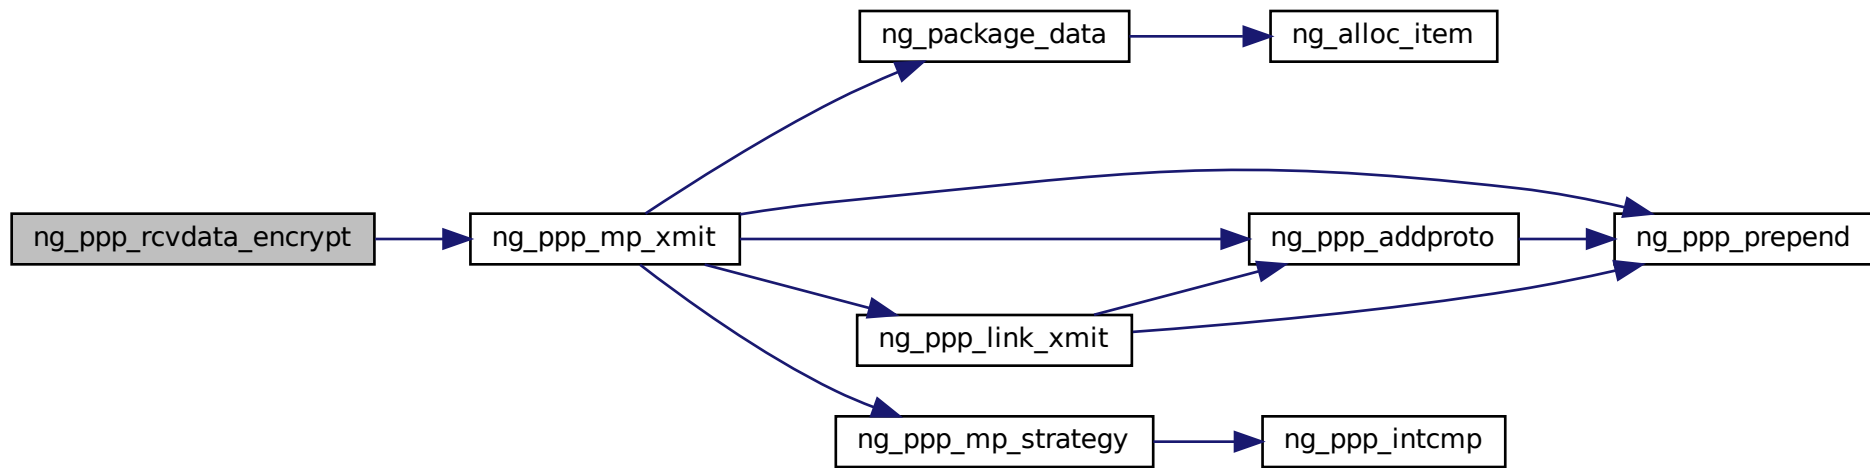 ng_package_data
ng_alloc_item
ng_ppp_rcvdata_encrypt
ng_ppp_mp_xmit
ng_ppp_addproto
ng_ppp_prepend
ng_ppp_link_xmit
ng_ppp_mp_strategy
ng_ppp_intcmp